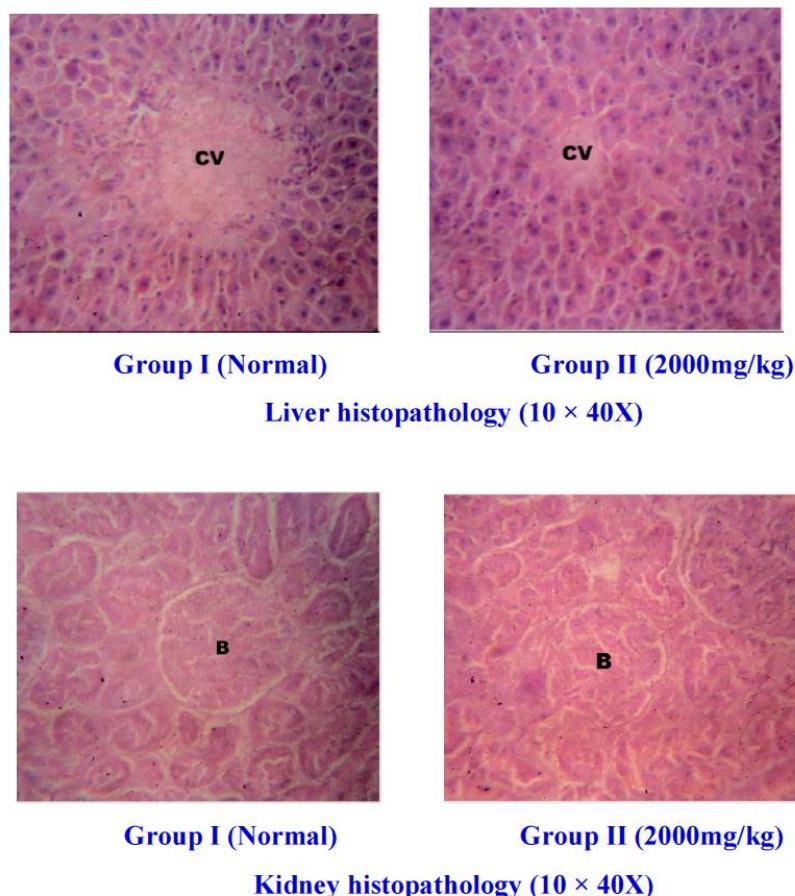 CV
CV
Group I (Normal)
Group II (2000mg/kg)
Liver histopathology (10 × 40X)
B
B
Group I (Normal)
Group II (2000mg/kg)
Kidney histopathology (10 × 40X)